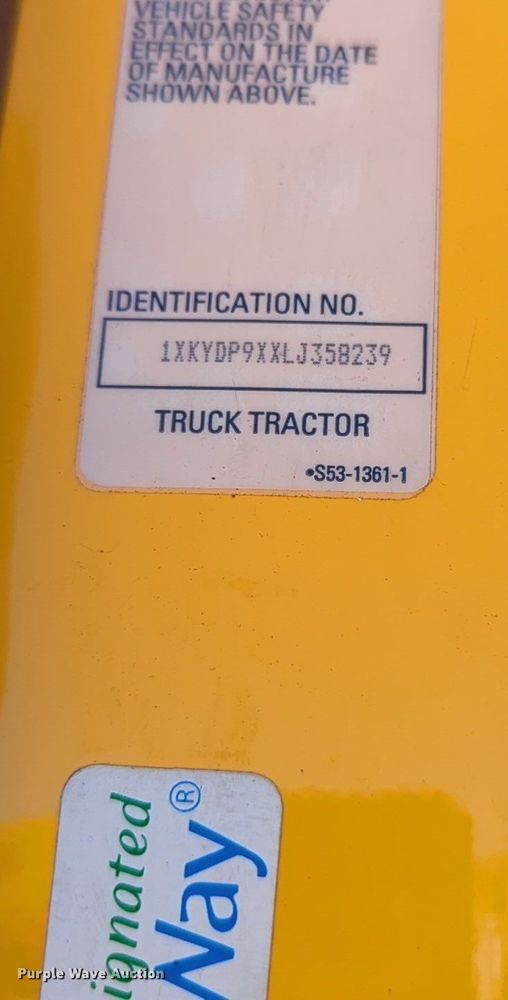 VEHICLE SAFETY
STANDARDS IN
EFFECT ON THE DATE
OF MANUFACTURE
SHOWN ABOVE.
IDENTIFICATION NO.
1XKYDP9XXLJ358239
TRUCK TRACTOR
•S53-1361-1
ignated
Way®
Purple Wave Auction